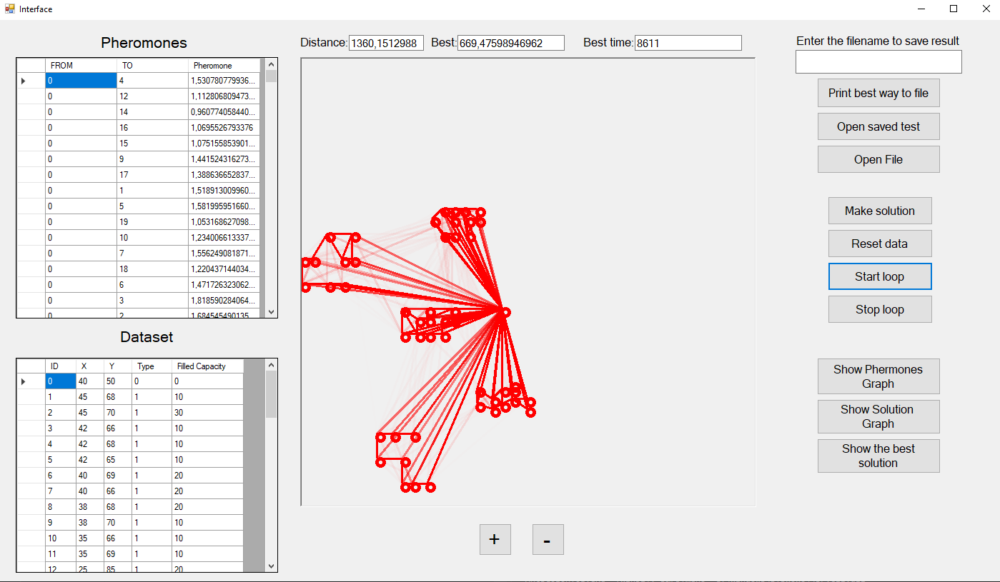 Interface
Pheromones
Distance: 1360,1512988 Best: 669,47598946962 Best time: 8611
Enter the filename to save result
FROM TO Pheromone
0 4 1,530780779936...
0 12 1,112806809473...
0 14 0,960774058440...
0 16 1,0695526793376
0 15 1,075155853901...
0 9 1,441524316273...
0 17 1,388636652837...
0 1 1,518913009960...
0 5 1,581995951660...
0 19 1,053168627098...
0 10 1,234006613337...
0 7 1,556249081871...
0 18 1,220437144034...
0 6 1,471726323062...
0 3 1,818590284064...
0 2 1,684545490135...
Print best way to file
Open saved test
Open File
Make solution
Reset data
Start loop
Stop loop
Dataset
ID X Y Type Filled Capacity
0 40 50 0 0
1 45 68 1 10
2 45 70 1 30
3 42 66 1 10
4 42 68 1 10
5 42 65 1 10
6 40 69 1 20
7 40 66 1 20
8 38 68 1 20
9 38 70 1 10
10 35 66 1 10
11 35 69 1 10
12 25 85 1 20
Show Phermones
Graph
Show Solution
Graph
Show the best
solution
+ -